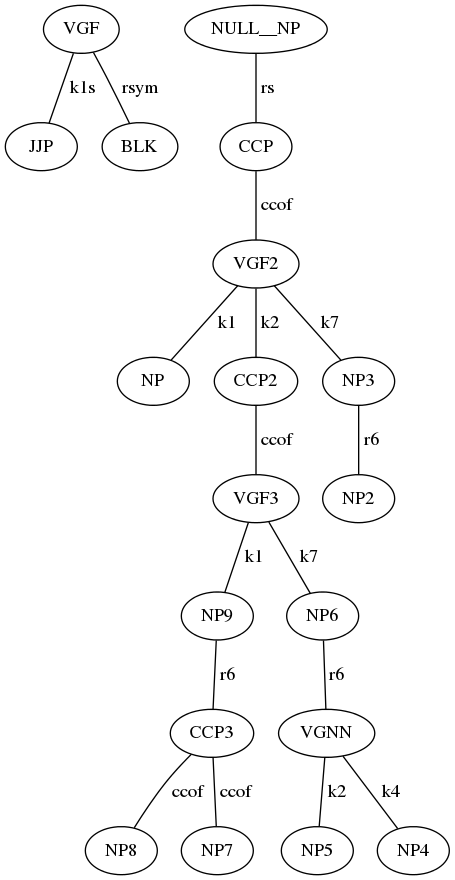 VGF NULL__NP
k1s rsym rs
JJP BLK CCP
ccof
VGF2
k1 k2 k7
NP CCP2 NP3
ccof r6
VGF3 NP2
k1 k7
NP9 NP6
r6 r6
CCP3 VGNN
ccof ccof k2 k4
NP8 NP7 NP5 NP4